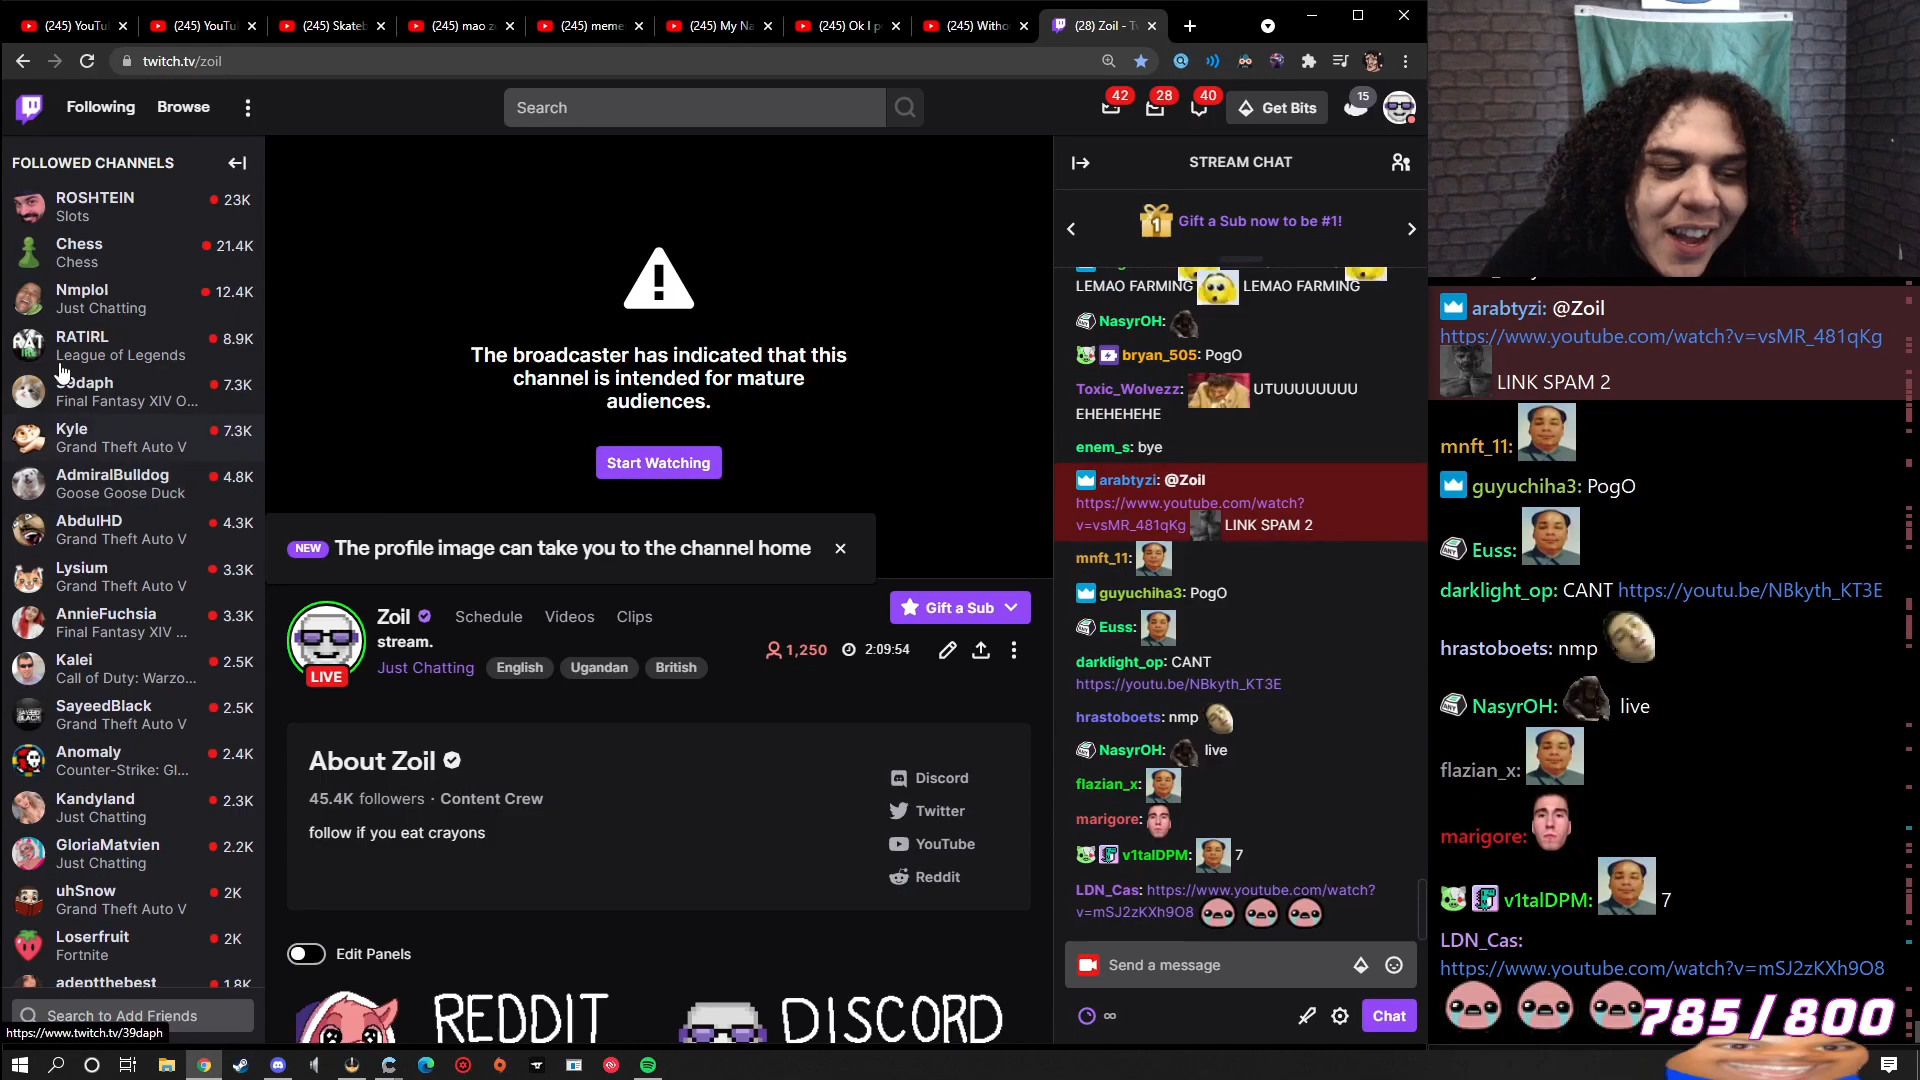 (245) YouTu
(245) YouTu
(245) Skateb
(245) mao z
(245) meme
(245) My Na
(245) Ok I p
(245) Witho
(28) Zoil - Tw
twitch.tv/zoil
Following
Browse
Search
42
28
40
Get Bits
15
FOLLOWED CHANNELS
ROSHTEIN
23K
Slots
Chess
21.4K
Chess
Nmplol
12.4K
Just Chatting
RATIRL
8.9K
League of Legends
39daph
7.3K
Final Fantasy XIV O...
Kyle
7.3K
Grand Theft Auto V
AdmiralBulldog
4.8K
Goose Goose Duck
AbdulHD
4.3K
Grand Theft Auto V
Lysium
3.3K
Grand Theft Auto V
AnnieFuchsia
3.3K
Final Fantasy XIV ...
Kalei
2.5K
Call of Duty: Warzo...
SayeedBlack
2.5K
Grand Theft Auto V
Anomaly
2.4K
Counter-Strike: Gl...
Kandyland
2.3K
Just Chatting
GloriaMatvien
2.2K
Just Chatting
uhSnow
2K
Grand Theft Auto V
Loserfruit
2K
Fortnite
adeptthebest
1.8K
Search to Add Friends
https://www.twitch.tv/39daph
The broadcaster has indicated that this
channel is intended for mature
audiences.
Start Watching
NEW The profile image can take you to the channel home
Zoil
Schedule
Videos
Clips
Gift a Sub
stream.
1,250
2:09:54
Just Chatting
English
Ugandan
British
LIVE
About Zoil
45.4K followers · Content Crew
follow if you eat crayons
Discord
Twitter
YouTube
Reddit
Edit Panels
REDDIT
DISCORD
STREAM CHAT
1
Gift a Sub now to be #1!
LEMAO FARMING LEMAO FARMING
NasyrOH:
bryan_505: PogO
Toxic_Wolvezz: UTUUUUUUUU
EHEHEHEHE
enem_s: bye
arabtyzi: @Zoil
https://www.youtube.com/watch?
v=vsMR_481qKg LINK SPAM 2
mnft_11:
guyuchiha3: PogO
Euss:
darklight_op: CANT
https://youtu.be/NBkyth_KT3E
hrastoboets: nmp
NasyrOH: live
flazian_x:
marigore:
v1talDPM: 7
LDN_Cas: https://www.youtube.com/watch?
v=mSJ2zKXh9O8
Send a message
∞
Chat
arabtyzi: @Zoil
https://www.youtube.com/watch?v=vsMR_481qKg
LINK SPAM 2
mnft_11:
guyuchiha3: PogO
Euss:
darklight_op: CANT https://youtu.be/NBkyth_KT3E
hrastoboets: nmp
NasyrOH: live
flazian_x:
marigore:
v1talDPM: 7
LDN_Cas:
https://www.youtube.com/watch?v=mSJ2zKXh9O8
785/800